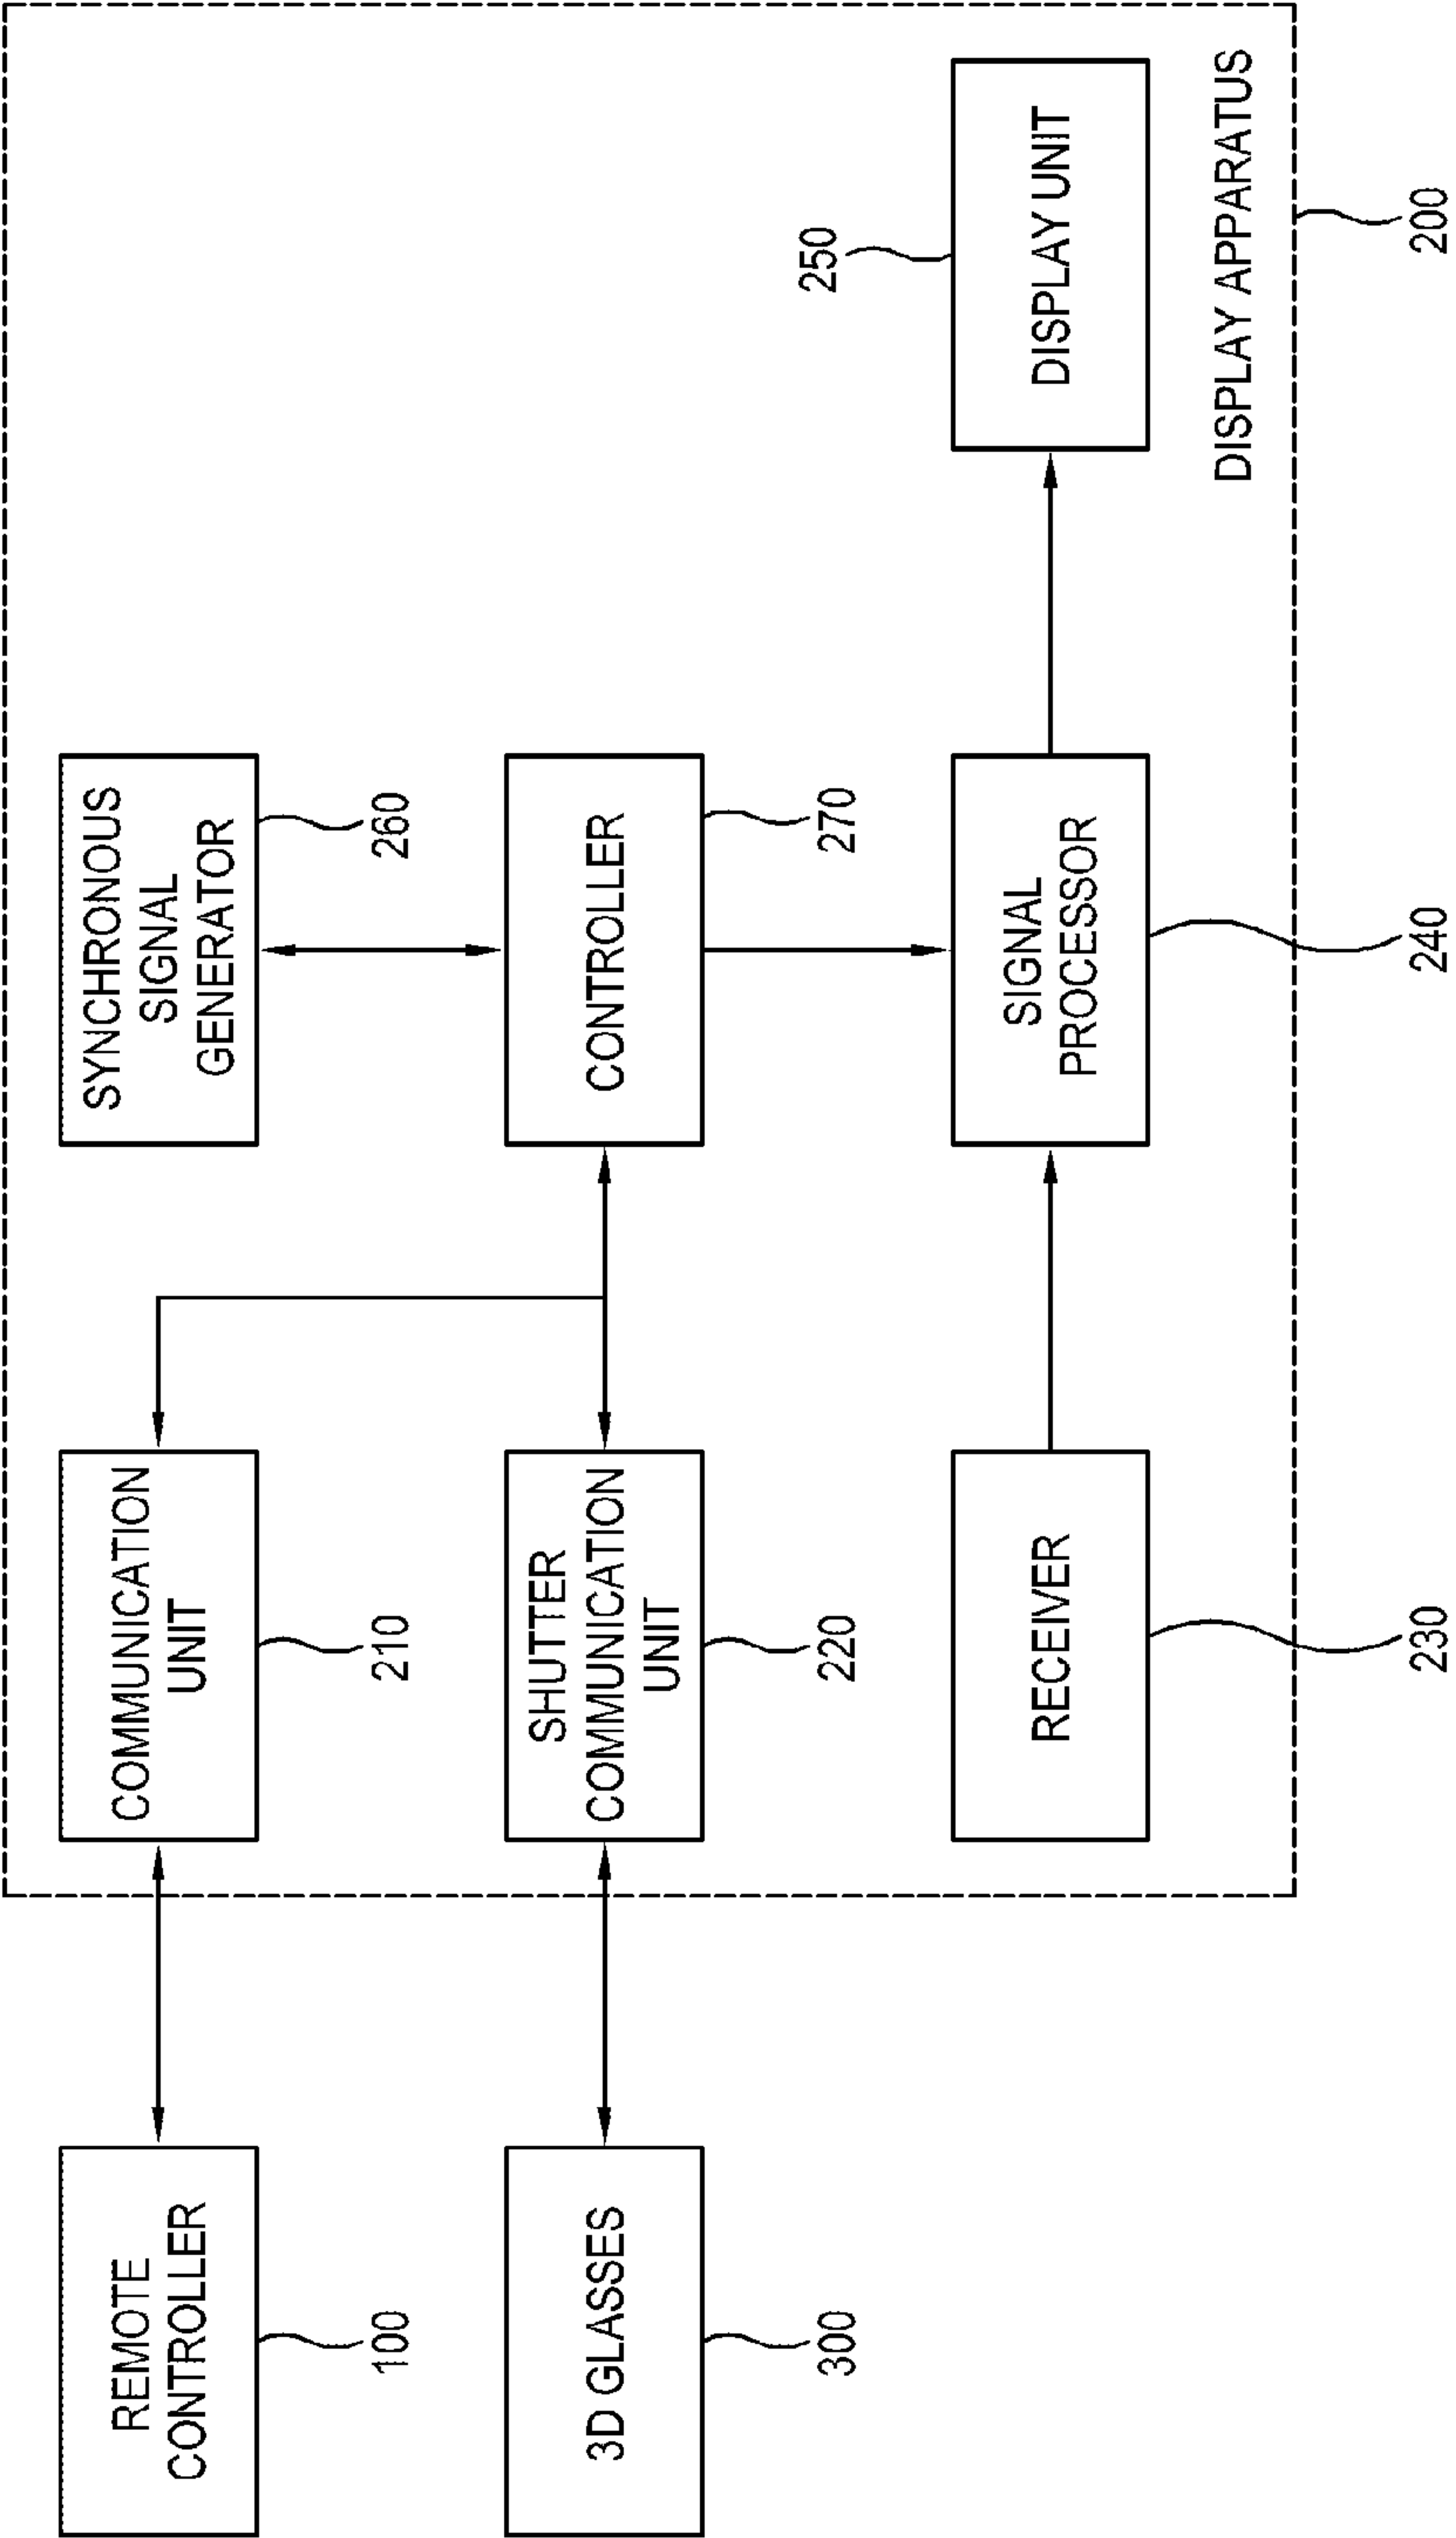 REMOTE
CONTROLLER
100
COMMUNICATION
UNIT
210
SYNCHRONOUS
SIGNAL
GENERATOR
260
3D GLASSES
300
SHUTTER
COMMUNICATION
UNIT
220
CONTROLLER
270
RECEIVER
230
SIGNAL
PROCESSOR
240
250
DISPLAY UNIT
DISPLAY APPARATUS
200